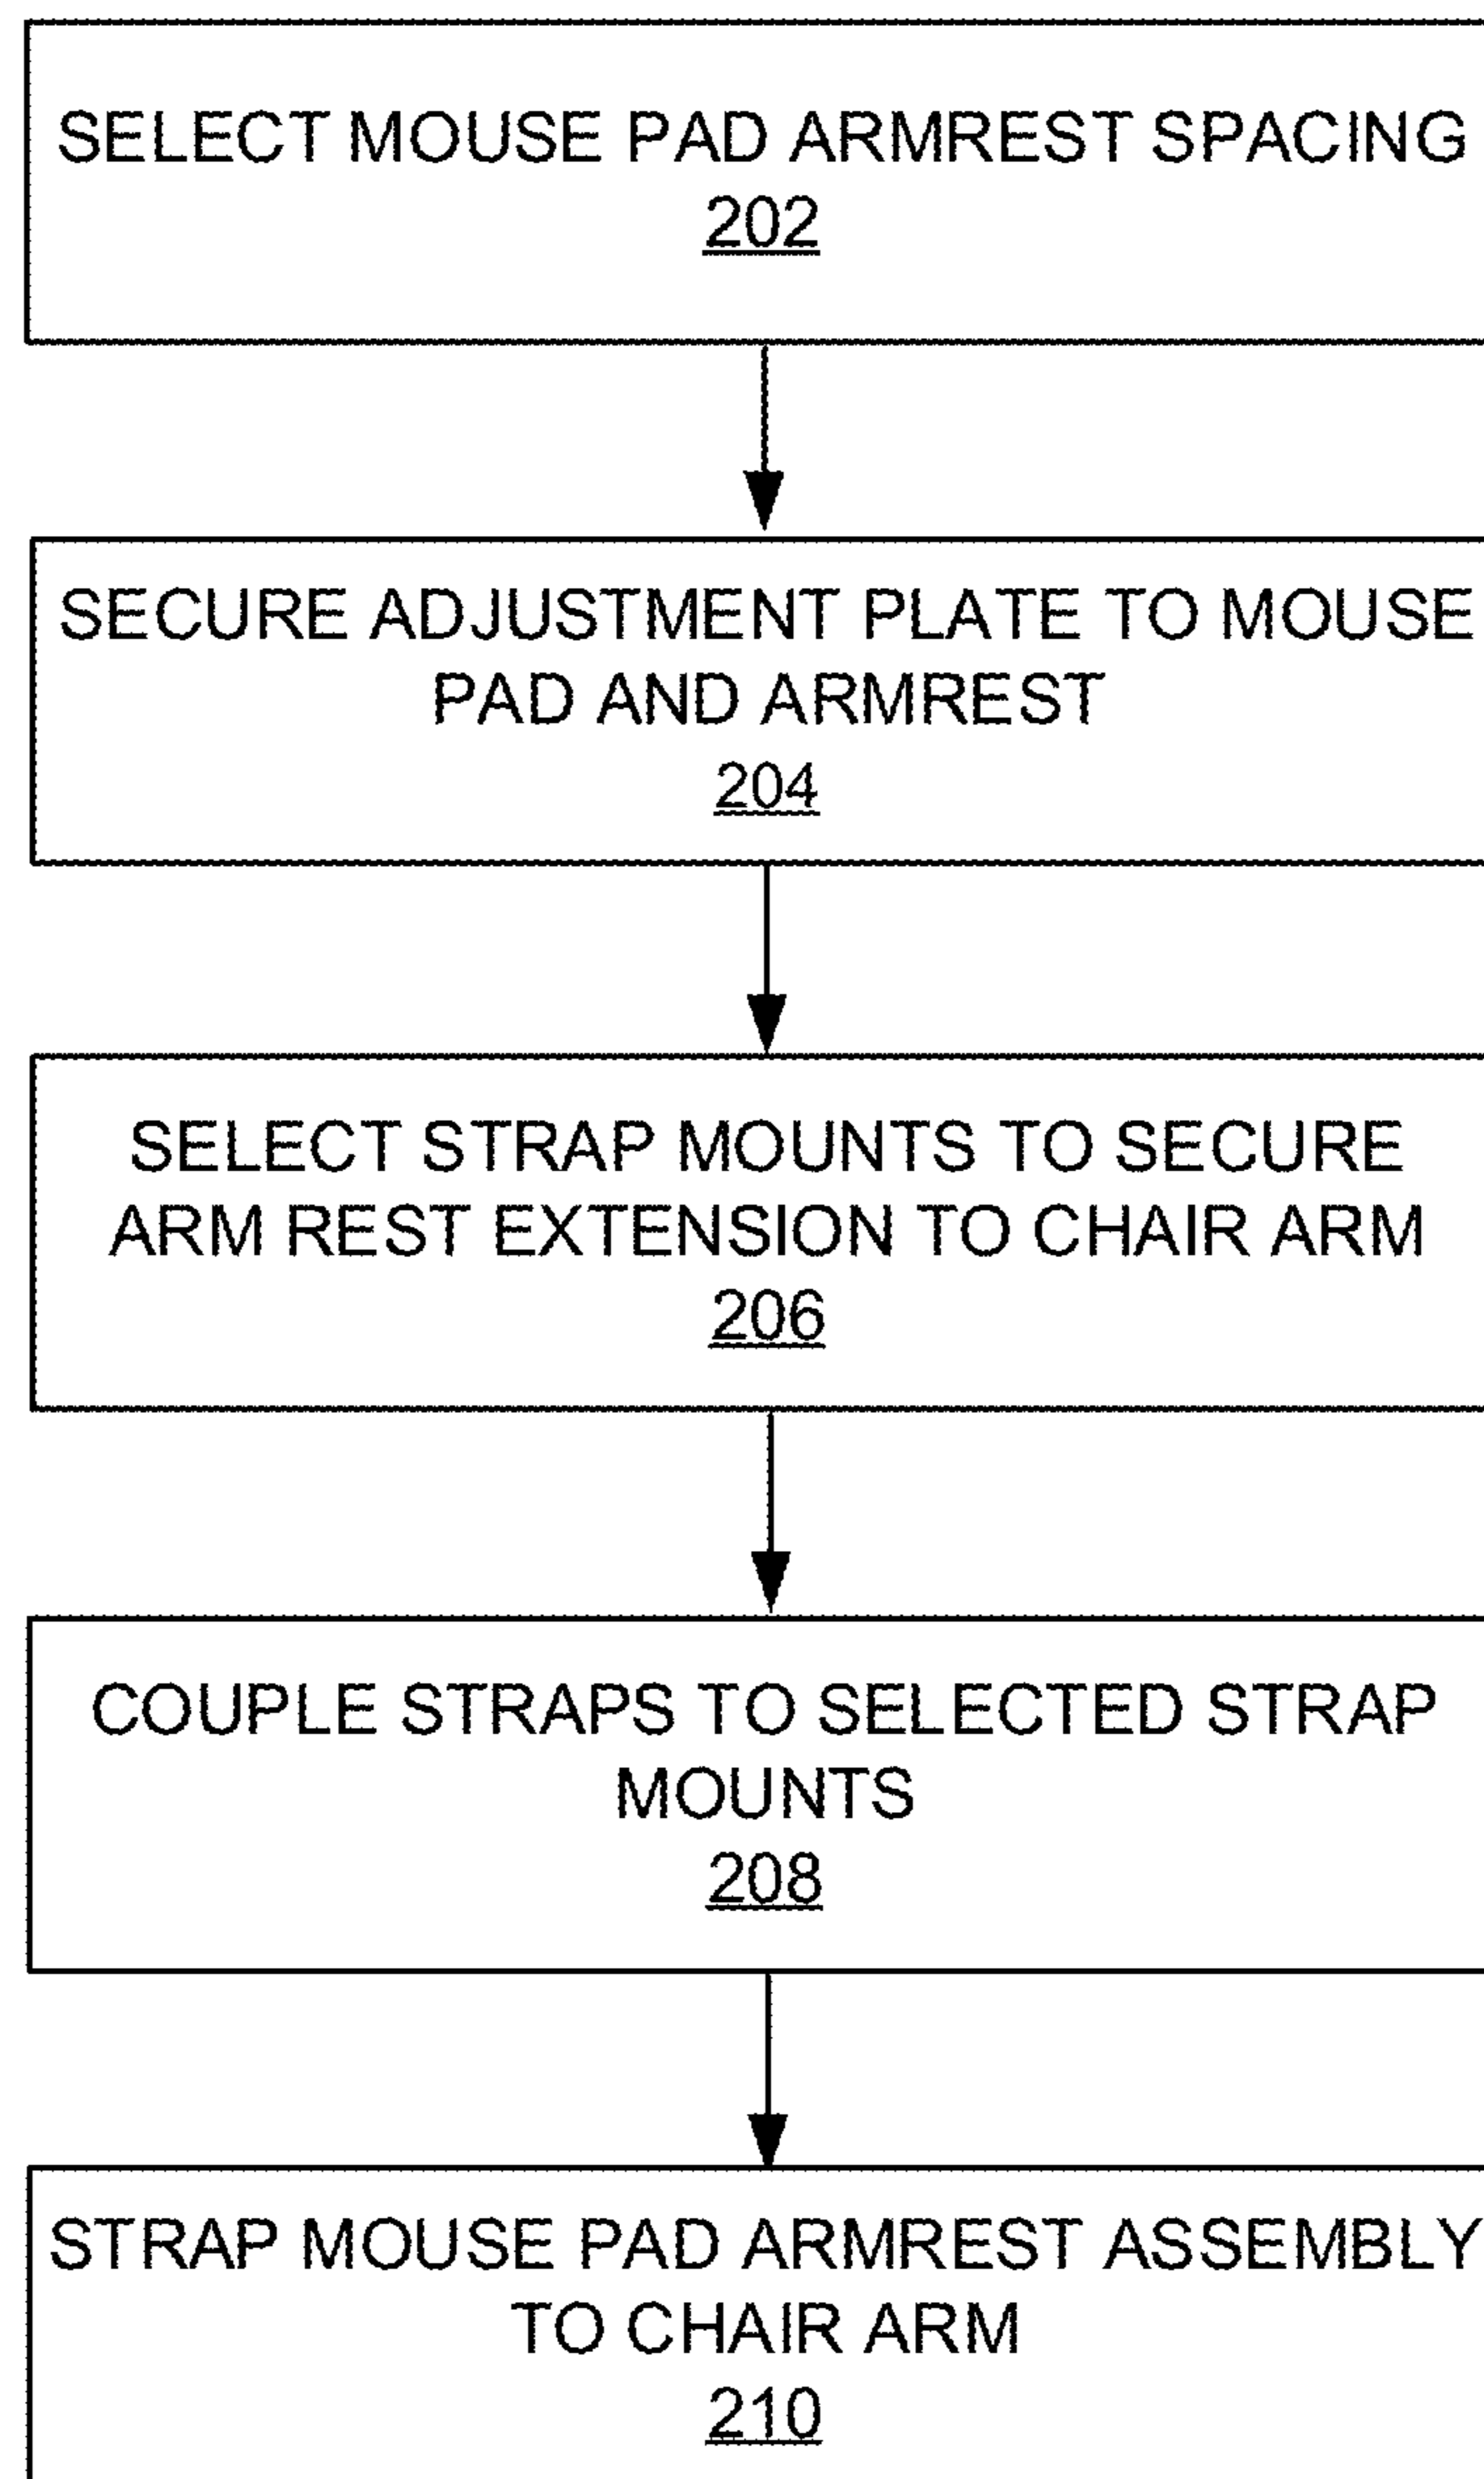 SELECT MOUSE PAD ARMREST SPACING
202
SECURE ADJUSTMENT PLATE TO MOUSE
PAD AND ARMREST
204
SELECT STRAP MOUNTS TO SECURE
ARM REST EXTENSION TO CHAIR ARM
206
COUPLE STRAPS TO SELECTED STRAP
MOUNTS
208
STRAP MOUSE PAD ARMREST ASSEMBLY
TO CHAIR ARM
210